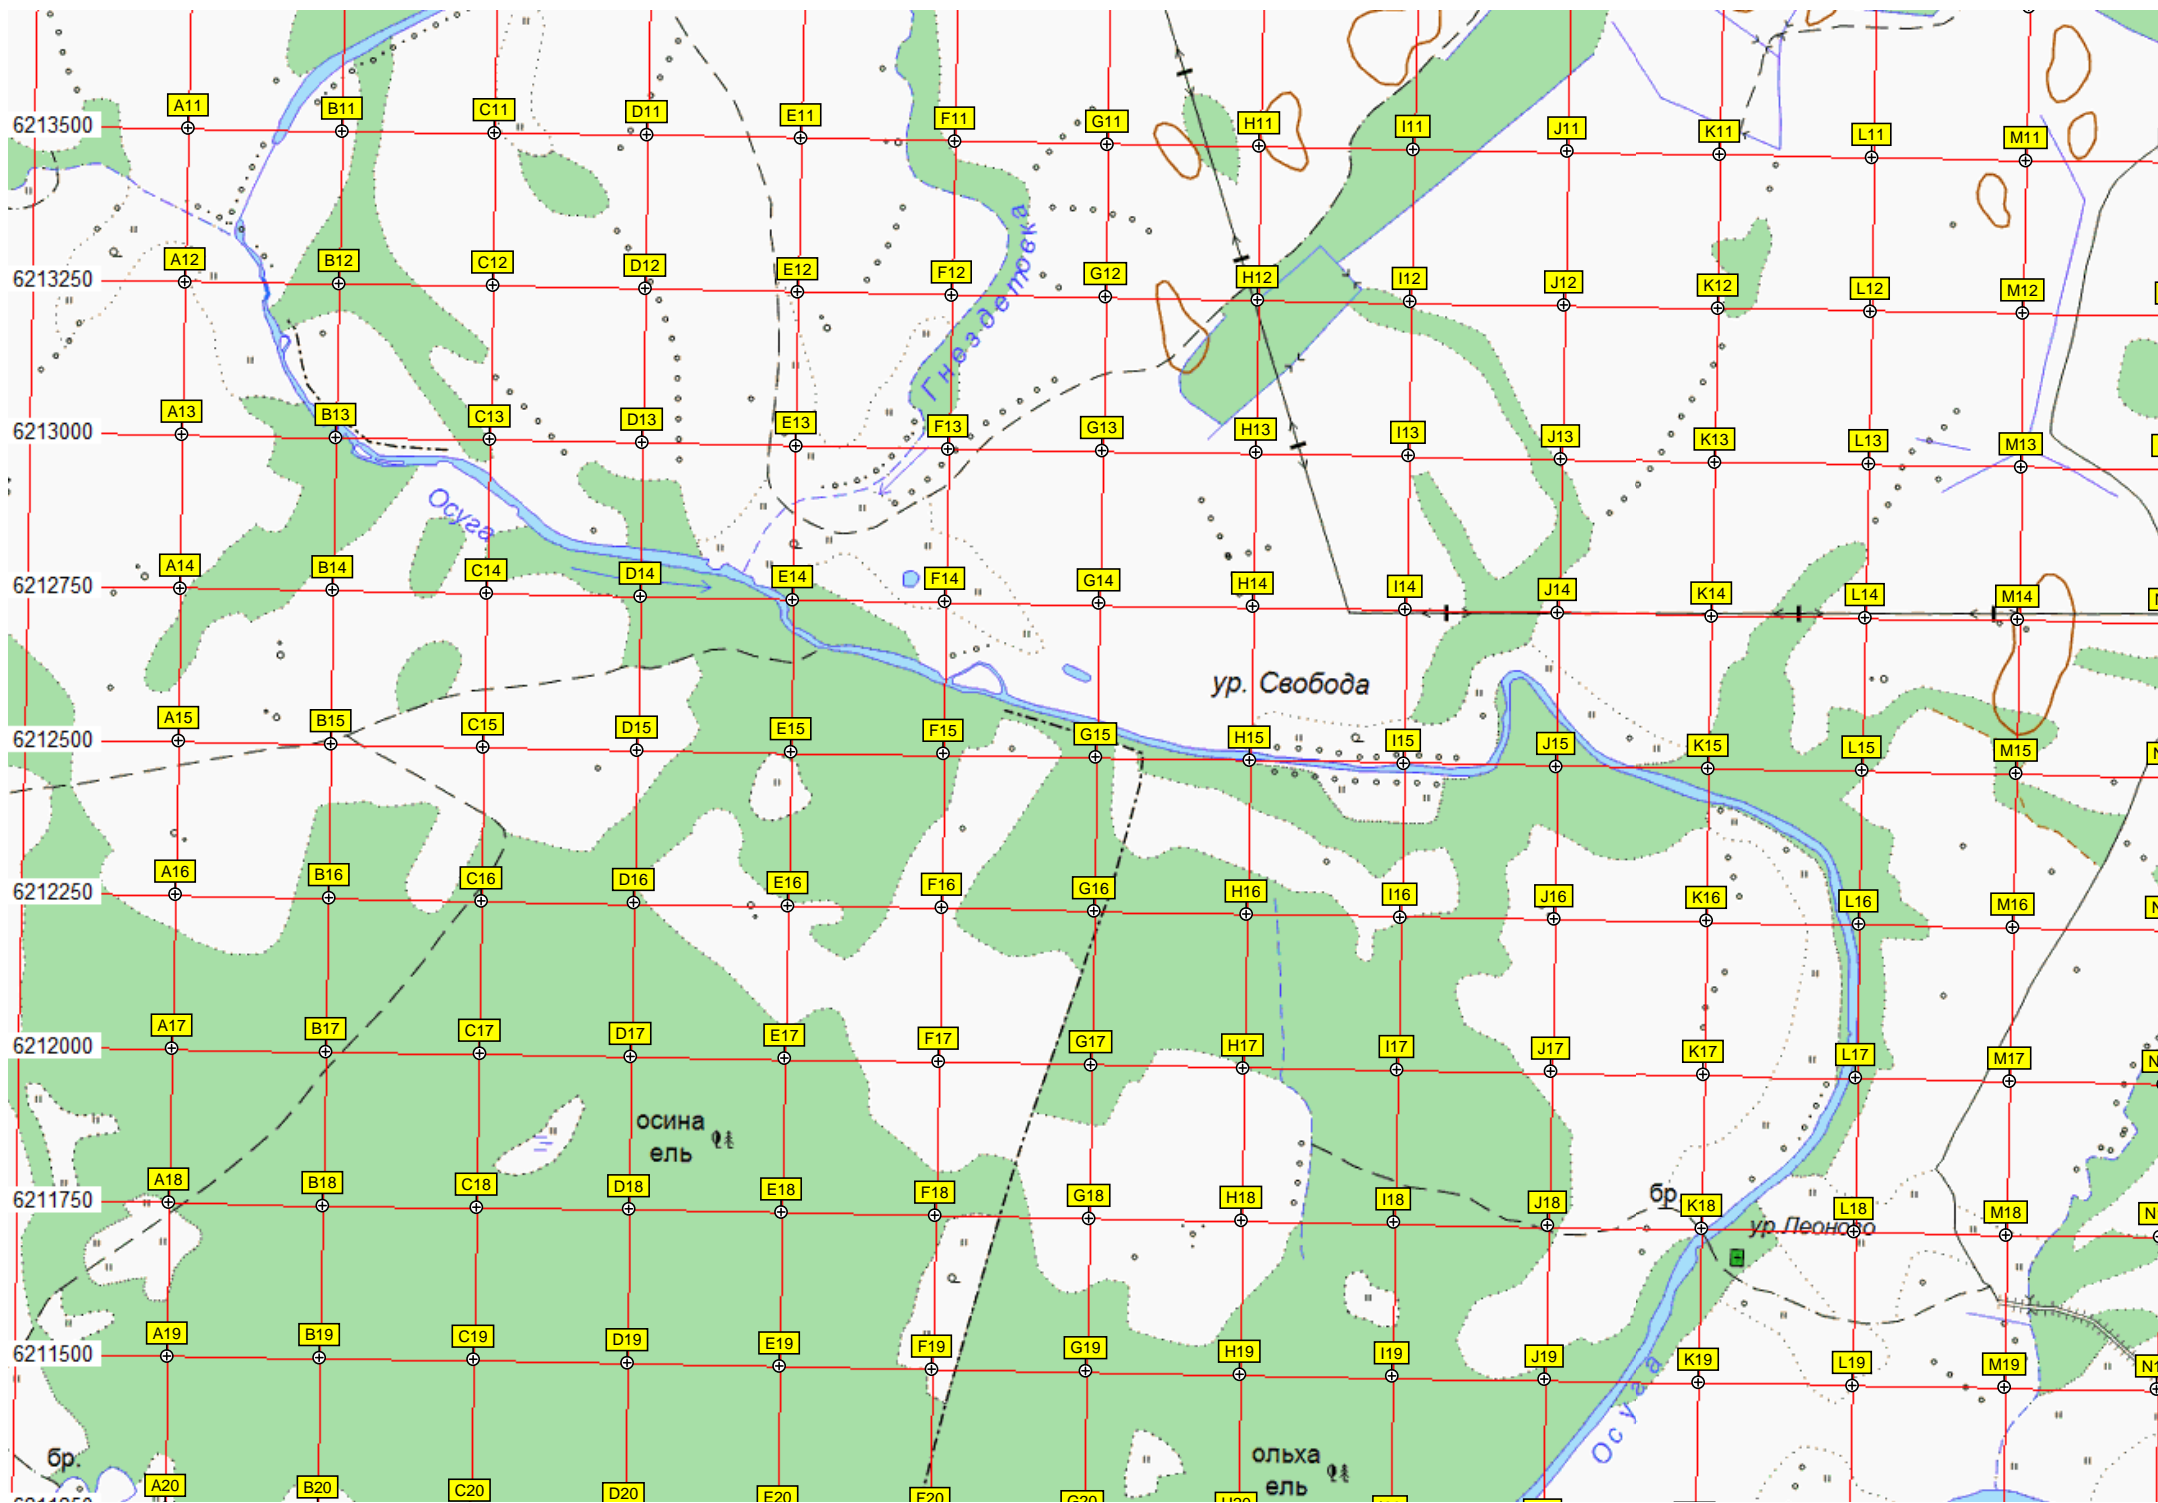 A11 B11 C11 D11 E11 F11 G11 H11 I11 J11 K11 L11 M11
6213500
Гнездетовка
A12 B12 C12 D12 E12 F12 G12 H12 I12 J12 K12 L12 M12
6213250
A13 B13 C13 D13 E13 F13 G13 H13 I13 J13 K13 L13 M13
6213000
Осуга
A14 B14 C14 D14 E14 F14 G14 H14 I14 J14 K14 L14 M14
6212750
ур. Свобода
A15 B15 C15 D15 E15 F15 G15 H15 I15 J15 K15 L15 M15
6212500
A16 B16 C16 D16 E16 F16 G16 H16 I16 J16 K16 L16 M16
6212250
A17 B17 C17 D17 E17 F17 G17 H17 I17 J17 K17 L17 M17
6212000
осина
ель
A18 B18 C18 D18 E18 F18 G18 H18 I18 J18 K18 L18 M18
6211750
бр.
ур.Леоново
A19 B19 C19 D19 E19 F19 G19 H19 I19 J19 K19 L19 M19
6211500
Осуга
бр.
ольха
ель
A20 B20 C20 D20 E20 F20 G20 H20